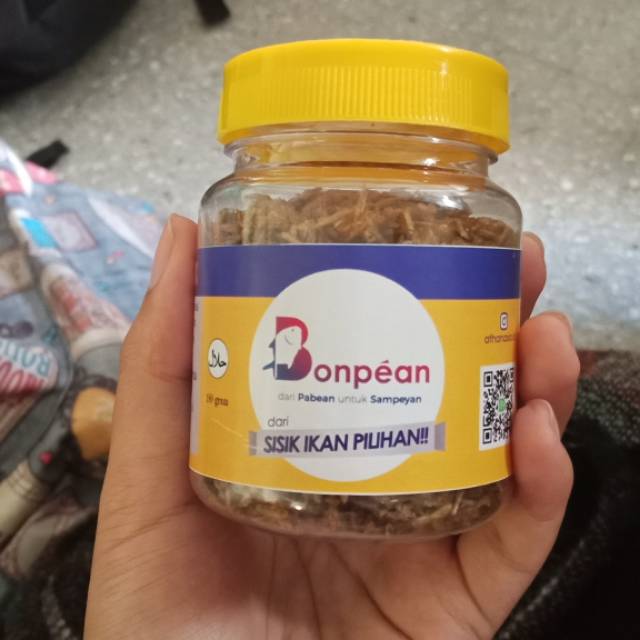 Bonpéan
dari Pabean untuk Sampeyan
dari
SISIK IKAN PILIHAN!!
حلال